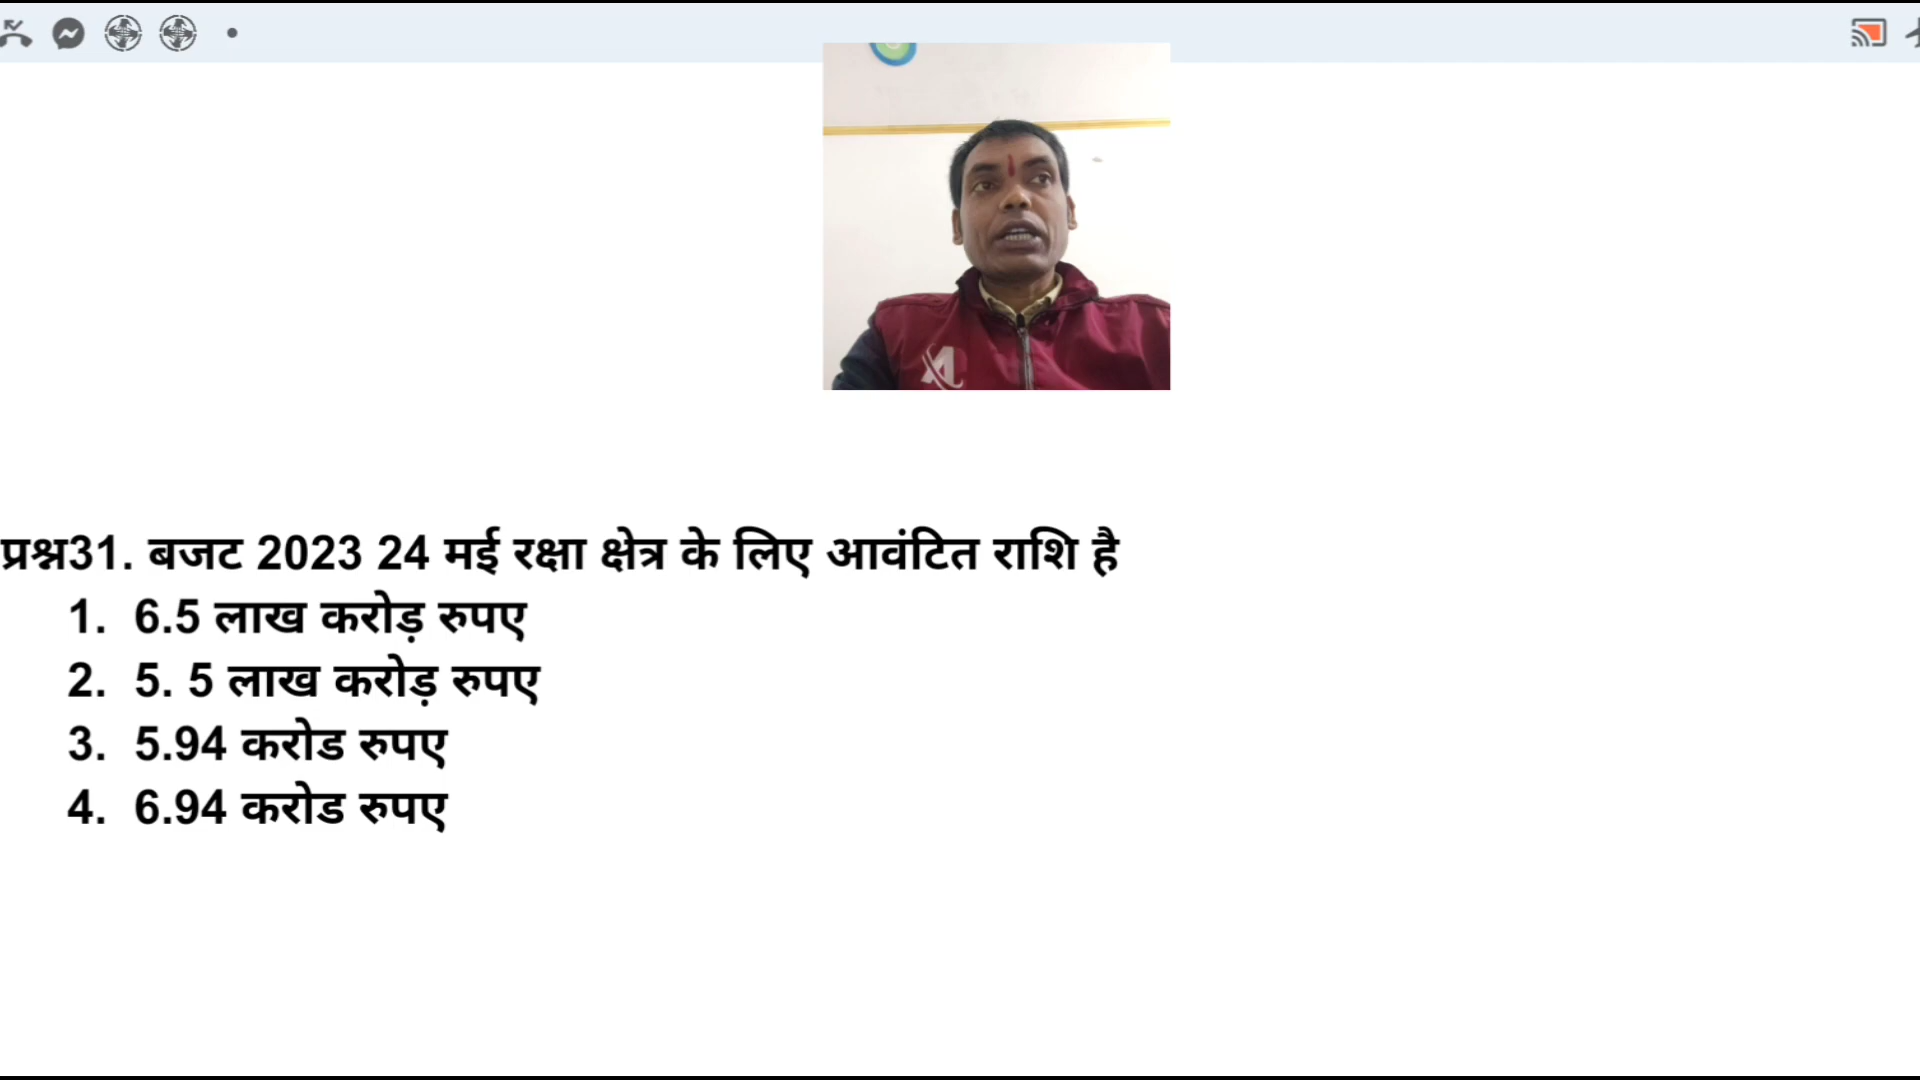 प्रश्न31. बजट 2023 24 मई रक्षा क्षेत्र के लिए आवंटित राशि है
1. 6.5 लाख करोड़ रुपए
2. 5. 5 लाख करोड़ रुपए
3. 5.94 करोड रुपए
4. 6.94 करोड रुपए